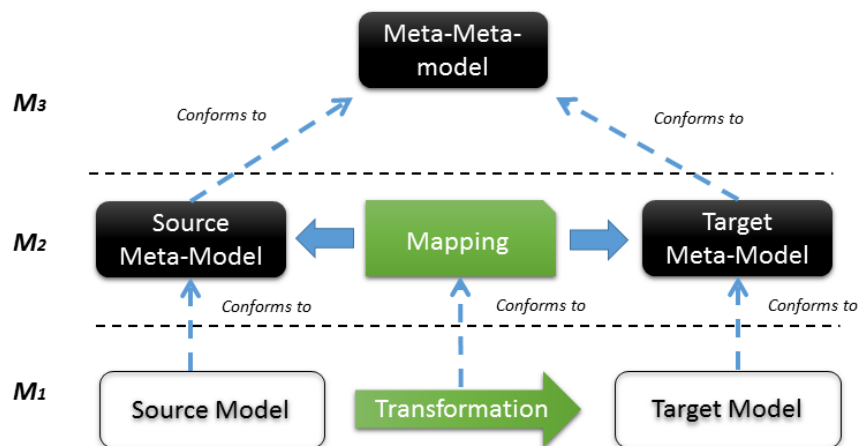 Meta-Meta-
model
M3
Conforms to
Conforms to
Source
Meta-Model
Mapping
Target
Meta-Model
M2
Conforms to
Conforms to
Conforms to
M1
Source Model
Transformation
Target Model